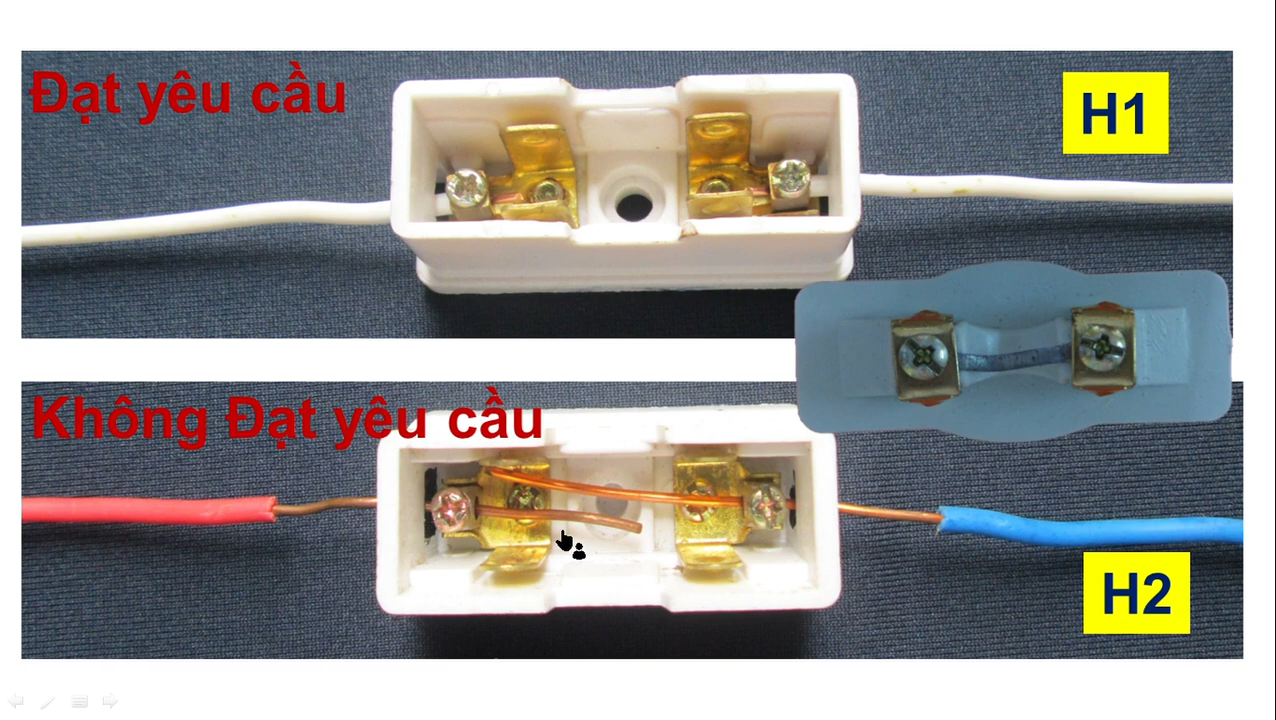 Đạt yêu cầu
H1
Không Đạt yêu cầu
H2